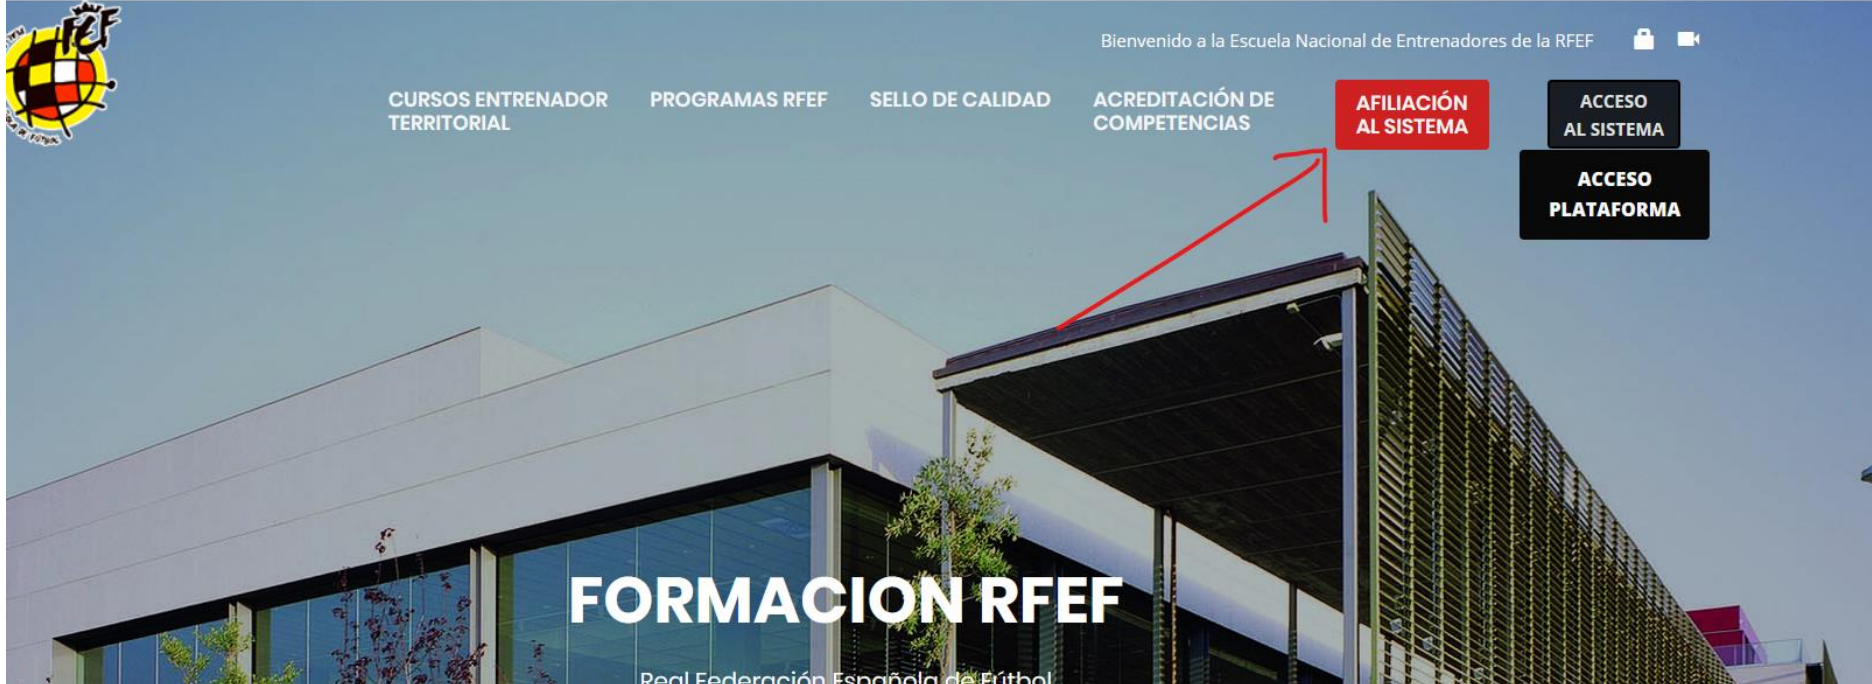 RFEF
Bienvenido a la Escuela Nacional de Entrenadores de la RFEF
CURSOS ENTRENADOR
TERRITORIAL
PROGRAMAS RFEF
SELLO DE CALIDAD
ACREDITACIÓN DE
COMPETENCIAS
AFILIACIÓN
AL SISTEMA
ACCESO
AL SISTEMA
ACCESO
PLATAFORMA
FORMACION RFEF
Real Federación Española de Fútbol